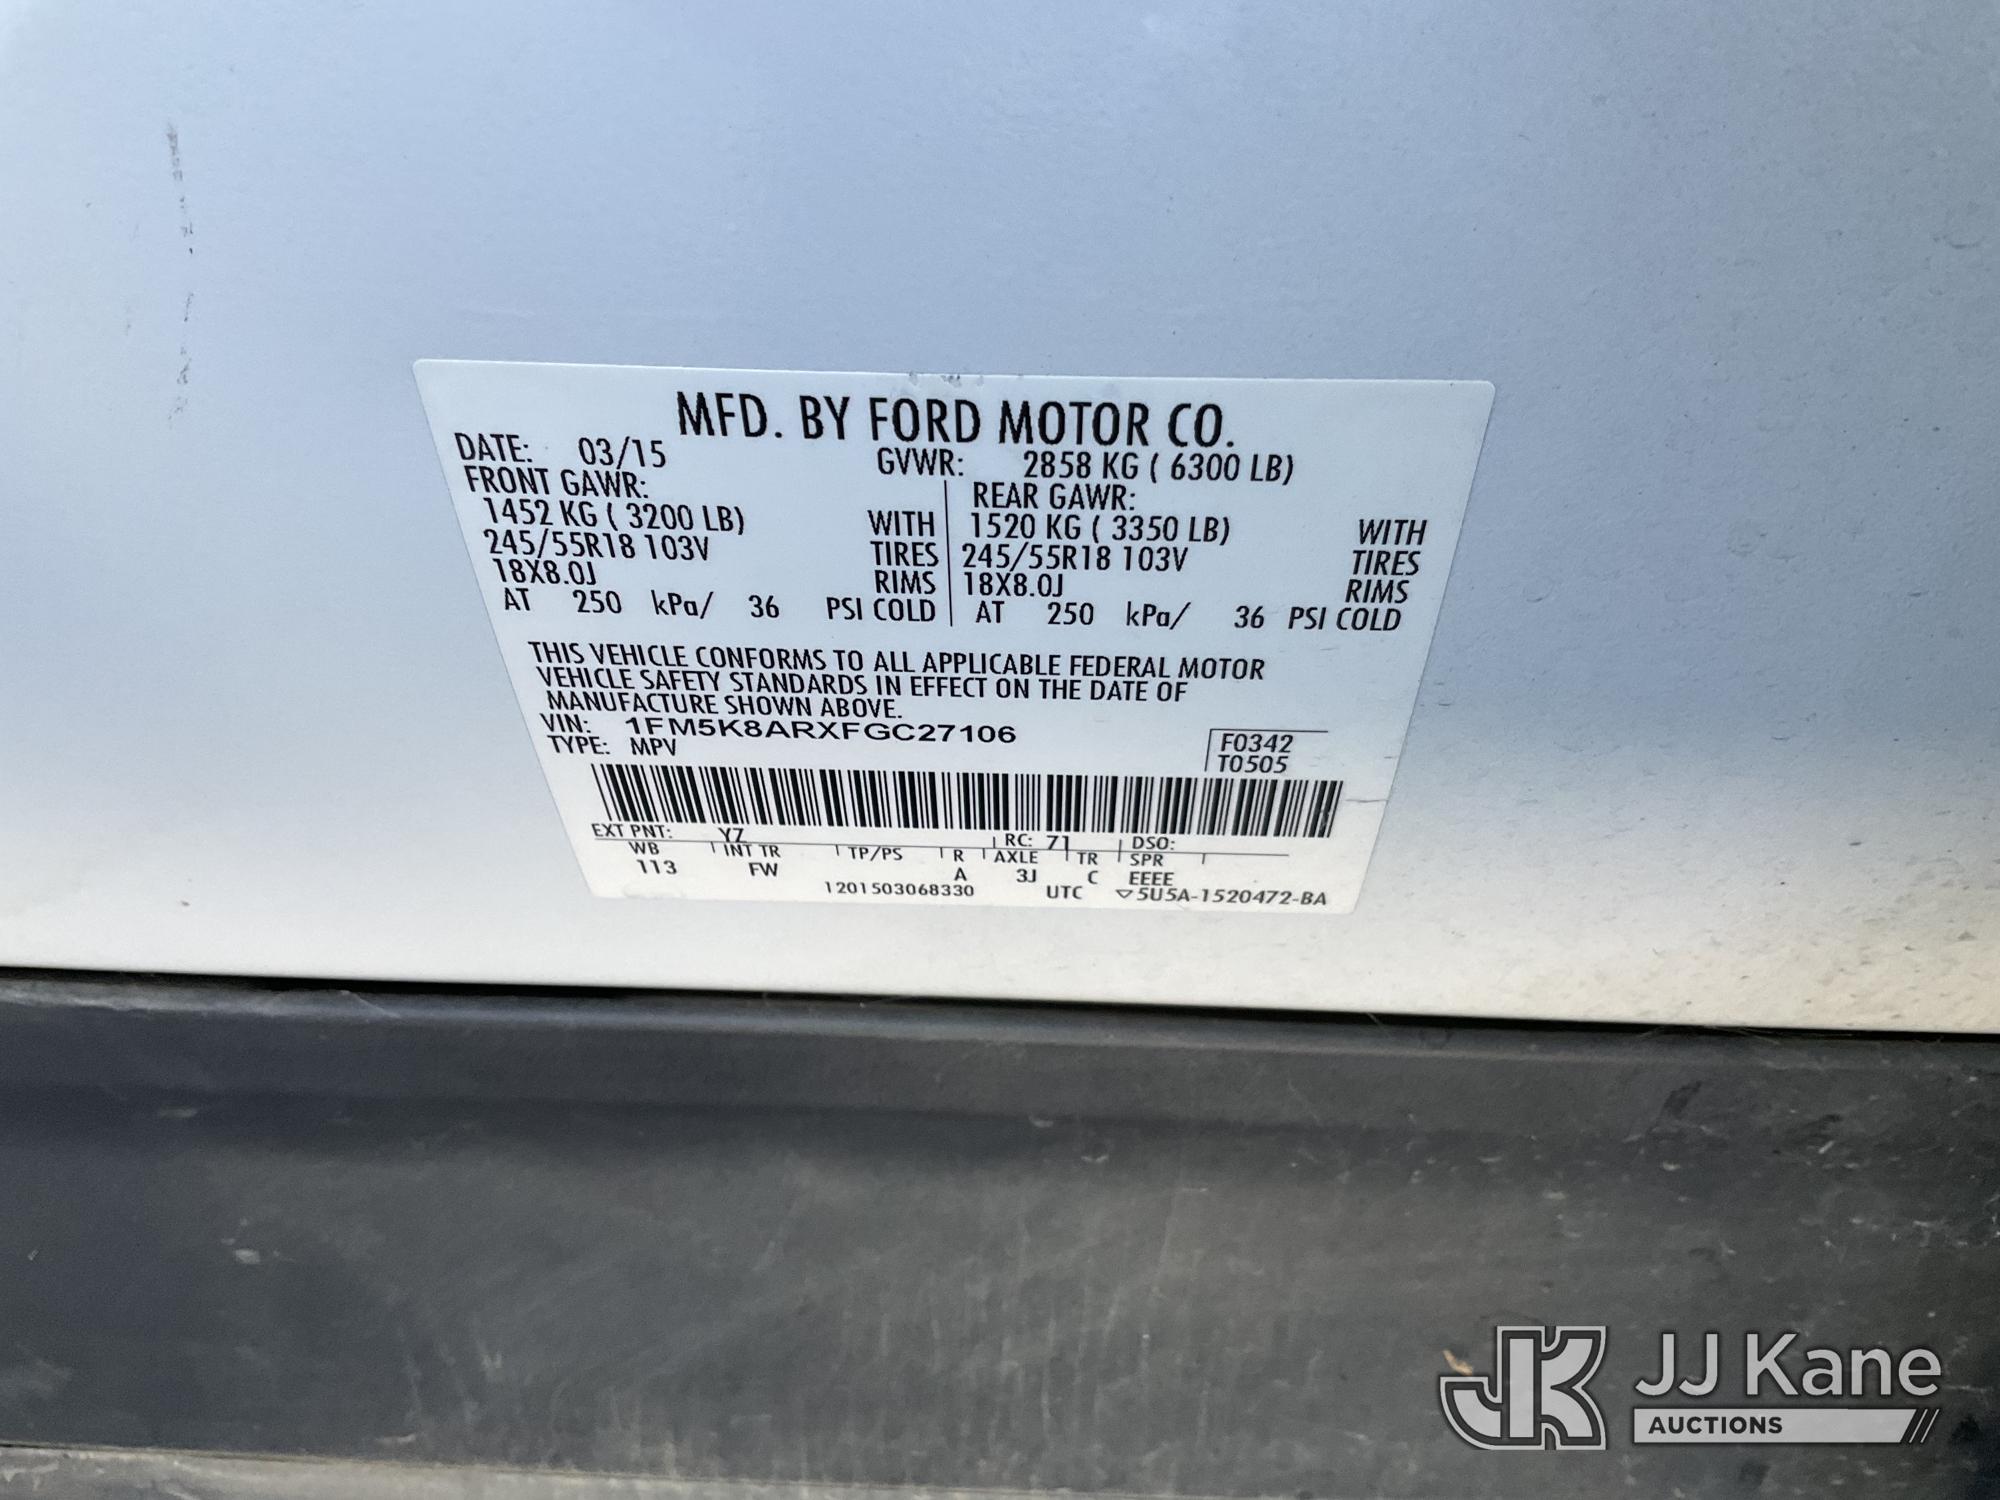 MFD. BY FORD MOTOR CO.
DATE: 03/15 GVWR: 2858 KG ( 6300 LB)
FRONT GAWR: REAR GAWR:
1452 KG ( 3200 LB) WITH 1520 KG ( 3350 LB) WITH
245/55R18 103V TIRES 245/55R18 103V TIRES
18X8.0J RIMS 18X8.0J RIMS
AT 250 kPa/ 36 PSI COLD AT 250 kPa/ 36 PSI COLD
THIS VEHICLE CONFORMS TO ALL APPLICABLE FEDERAL MOTOR
VEHICLE SAFETY STANDARDS IN EFFECT ON THE DATE OF
MANUFACTURE SHOWN ABOVE.
VIN: 1FM5K8ARXFGC27106
TYPE: MPV
F0342
T0505
EXT PNT: YZ RC: 71 DSO:
WB INT TR TP/PS R AXLE TR SPR
113 FW A 3J C EEEE
1201503068330 UTC ▽5U5A-1520472-BA
JK JJ Kane
AUCTIONS